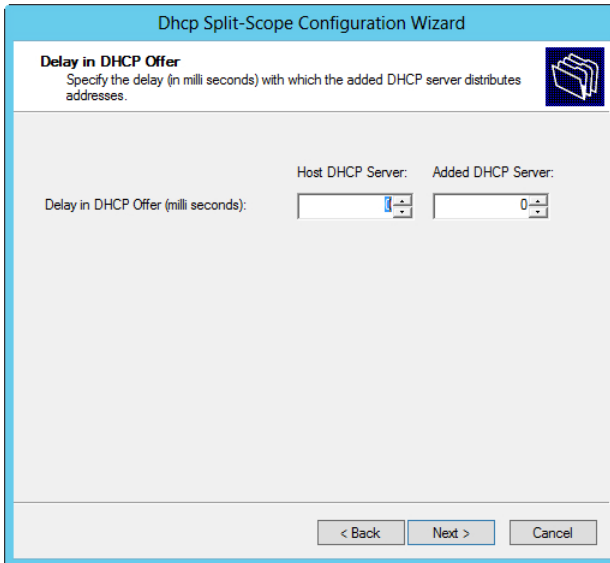 Dhcp Split-Scope Configuration Wizard
Delay in DHCP Offer
Specify the delay (in milli seconds) with which the added DHCP server distributes
addresses.
Host DHCP Server: Added DHCP Server:
Delay in DHCP Offer (milli seconds): 0 0
< Back Next > Cancel